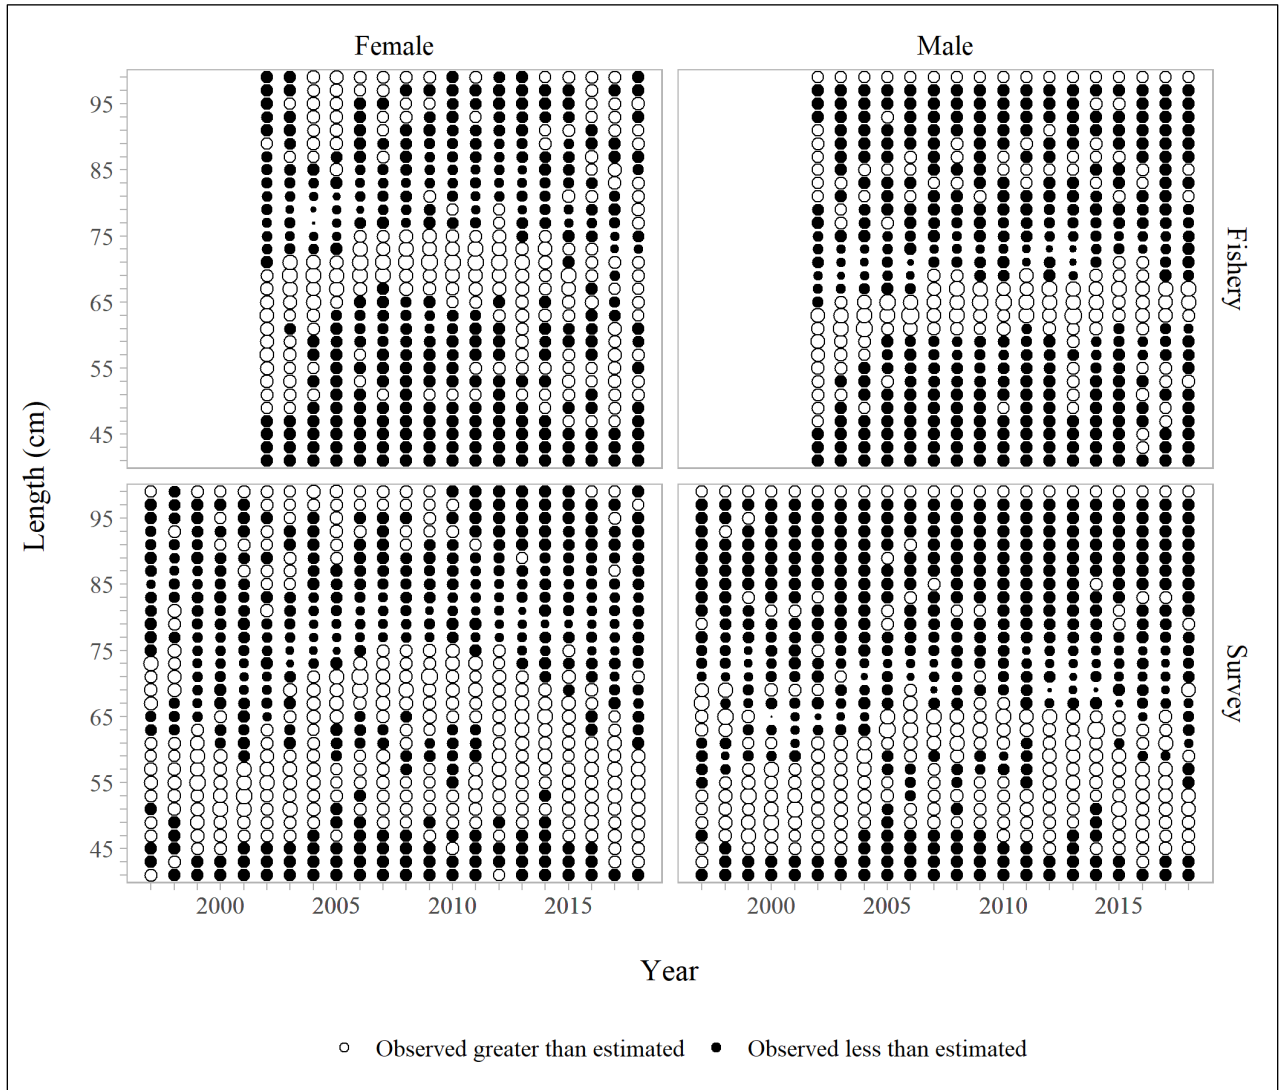 Female Male
95
85
75
65
55
45
Fishery
95
85
75
65
55
45
Survey
Length (cm)
2000 2005 2010 2015 2000 2005 2010 2015
Year
Observed greater than estimated Observed less than estimated